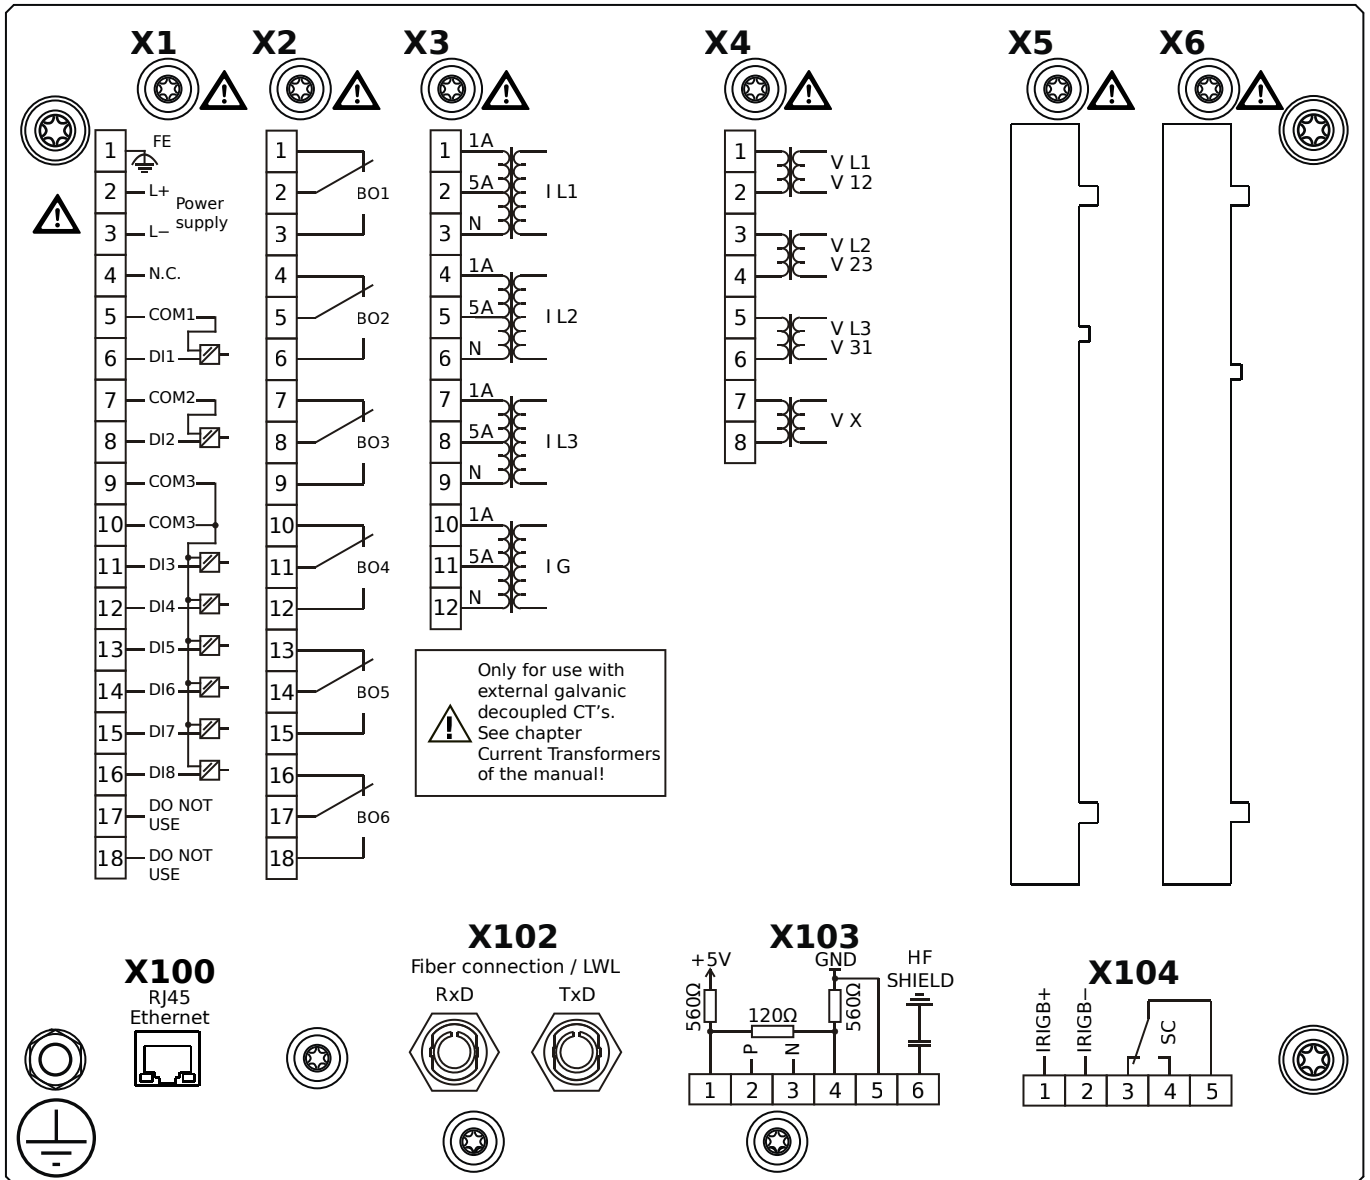 X1
X2
X3
X4
X5
X6
1 FE
2 L+
Power
supply
3 L−
4 N.C.
5 COM1
6 DI1
7 COM2
8 DI2
9 COM3
10 COM3
11 DI3
12 DI4
13 DI5
14 DI6
15 DI7
16 DI8
17 DO NOT
USE
18 DO NOT
USE
1
2 BO1
3
4
5 BO2
6
7
8 BO3
9
10
11 BO4
12
13
14 BO5
15
16
17 BO6
18
1 1A
2 5A I L1
3 N
4 1A
5 5A I L2
6 N
7 1A
8 5A I L3
9 N
10 1A
11 5A I G
12 N
Only for use with
external galvanic
decoupled CT's.
See chapter
Current Transformers
of the manual!
1 V L1
2 V 12
3 V L2
4 V 23
5 V L3
6 V 31
7 V X
8
X100
RJ45
Ethernet
X102
Fiber connection / LWL
RxD TxD
X103
+5V GND HF
SHIELD
560Ω 120Ω 560Ω
P N
1 2 3 4 5 6
X104
IRIGB+ IRIGB− SC
1 2 3 4 5